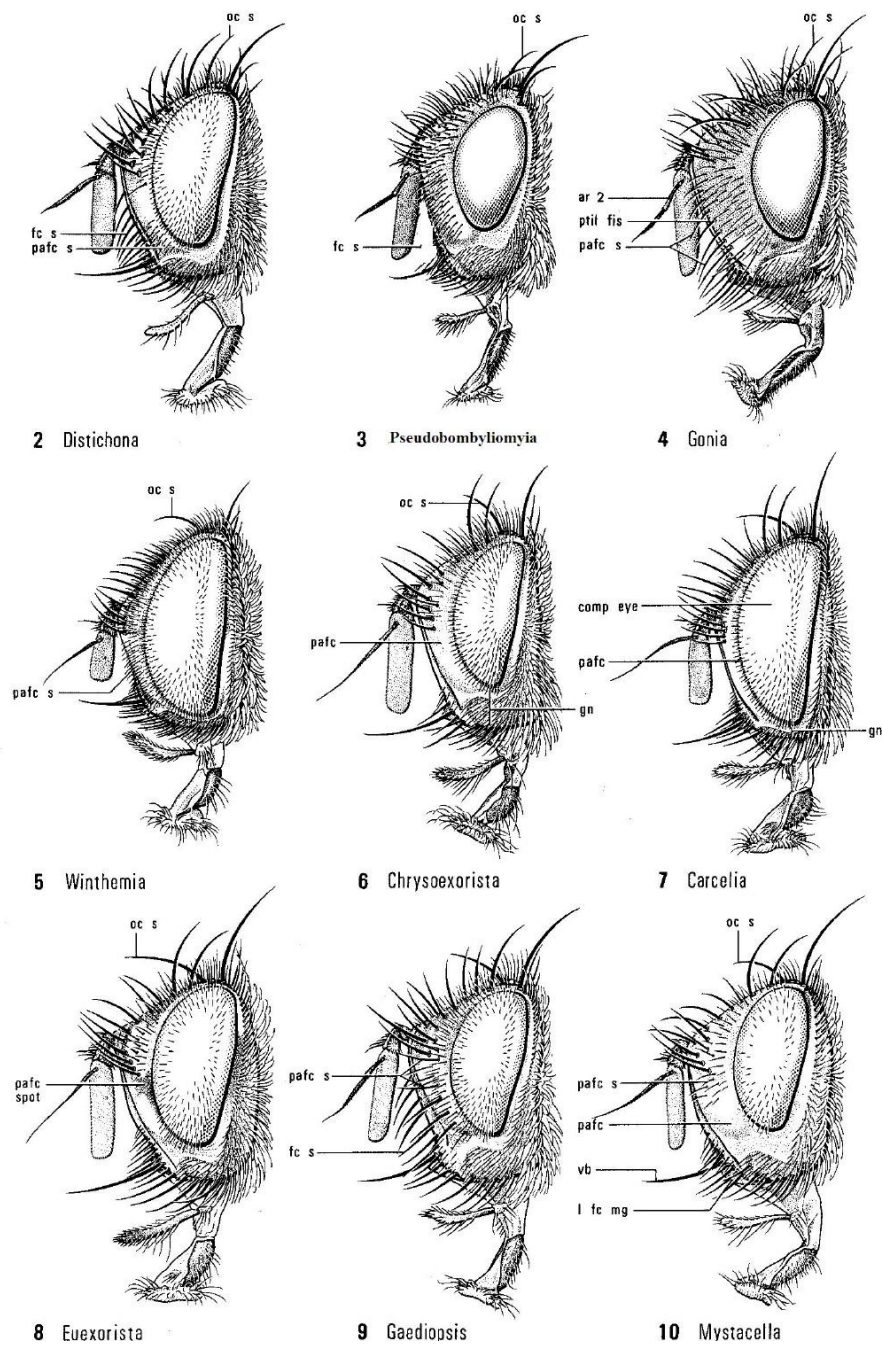 oc s
fc s
pafc s
2 Distichona
oc s
fc s
3 Pseudobombyliomyia
oc s
ar 2
ptil fis
pafc s
4 Gonia
oc s
pafc s
5 Winthemia
oc s
pafc
gn
6 Chrysoexorista
comp eye
pafc
gn
7 Carcelia
oc s
pafc
spot
8 Euexorista
pafc s
fc s
9 Gaediopsis
oc s
pafc s
pafc
vb
l fc mg
10 Mystacella